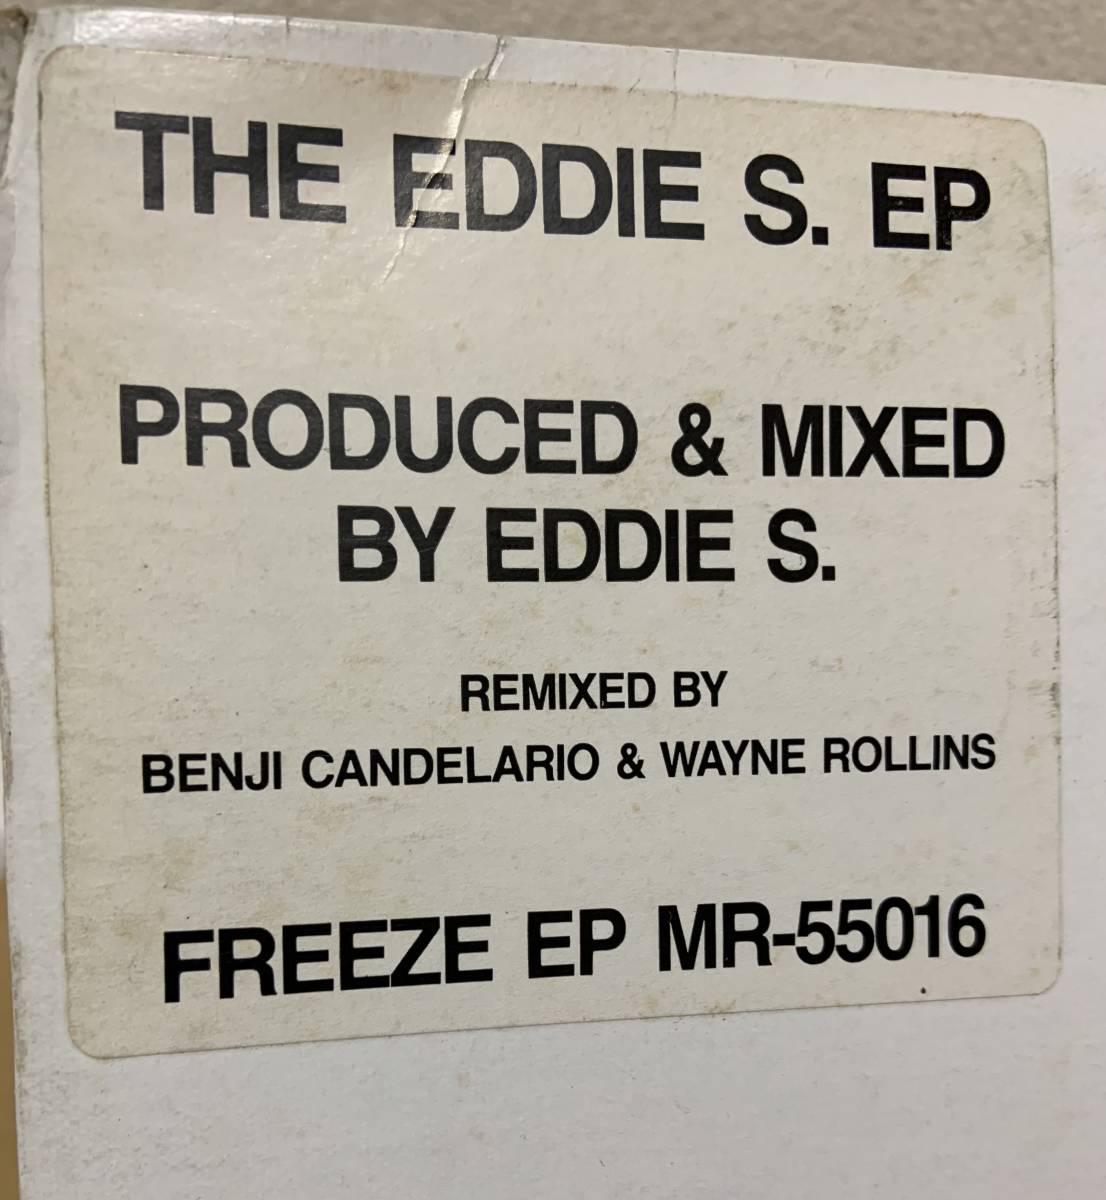 THE EDDIE S. EP
PRODUCED & MIXED
BY EDDIE S.
REMIXED BY
BENJI CANDELARIO & WAYNE ROLLINS
FREEZE EP MR-55016